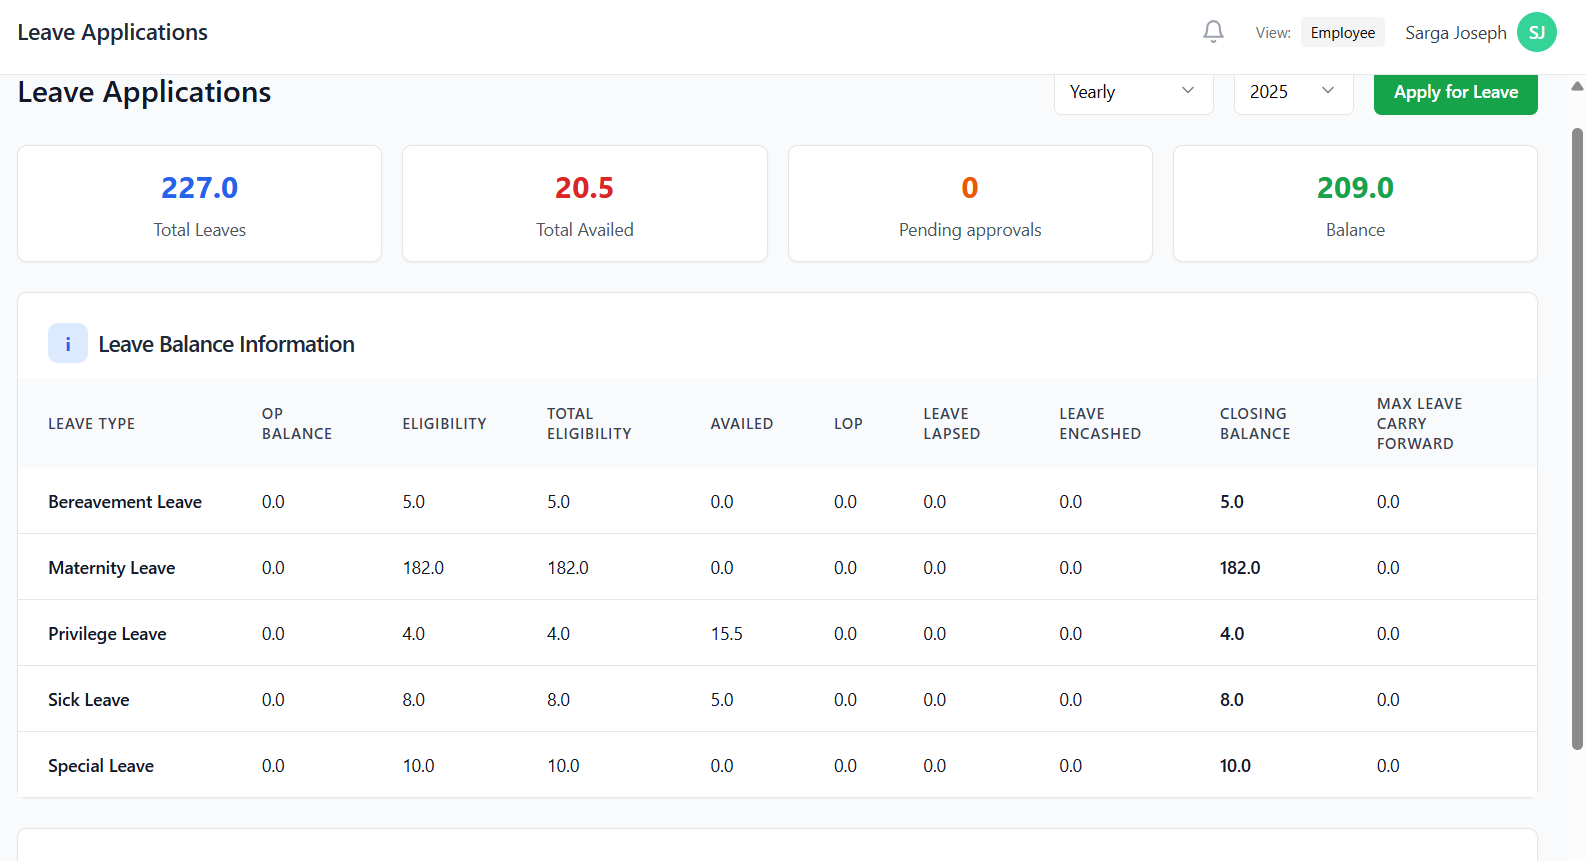 Leave Applications
View: Employee Sarga Joseph SJ
Leave Applications
Yearly 2025 Apply for Leave
227.0 20.5 0 209.0
Total Leaves Total Availed Pending approvals Balance
i Leave Balance Information
LEAVE TYPE OP BALANCE ELIGIBILITY TOTAL ELIGIBILITY AVAILED LOP LEAVE LAPSED LEAVE ENCASHED CLOSING BALANCE MAX LEAVE CARRY FORWARD
Bereavement Leave 0.0 5.0 5.0 0.0 0.0 0.0 0.0 5.0 0.0
Maternity Leave 0.0 182.0 182.0 0.0 0.0 0.0 0.0 182.0 0.0
Privilege Leave 0.0 4.0 4.0 15.5 0.0 0.0 0.0 4.0 0.0
Sick Leave 0.0 8.0 8.0 5.0 0.0 0.0 0.0 8.0 0.0
Special Leave 0.0 10.0 10.0 0.0 0.0 0.0 0.0 10.0 0.0